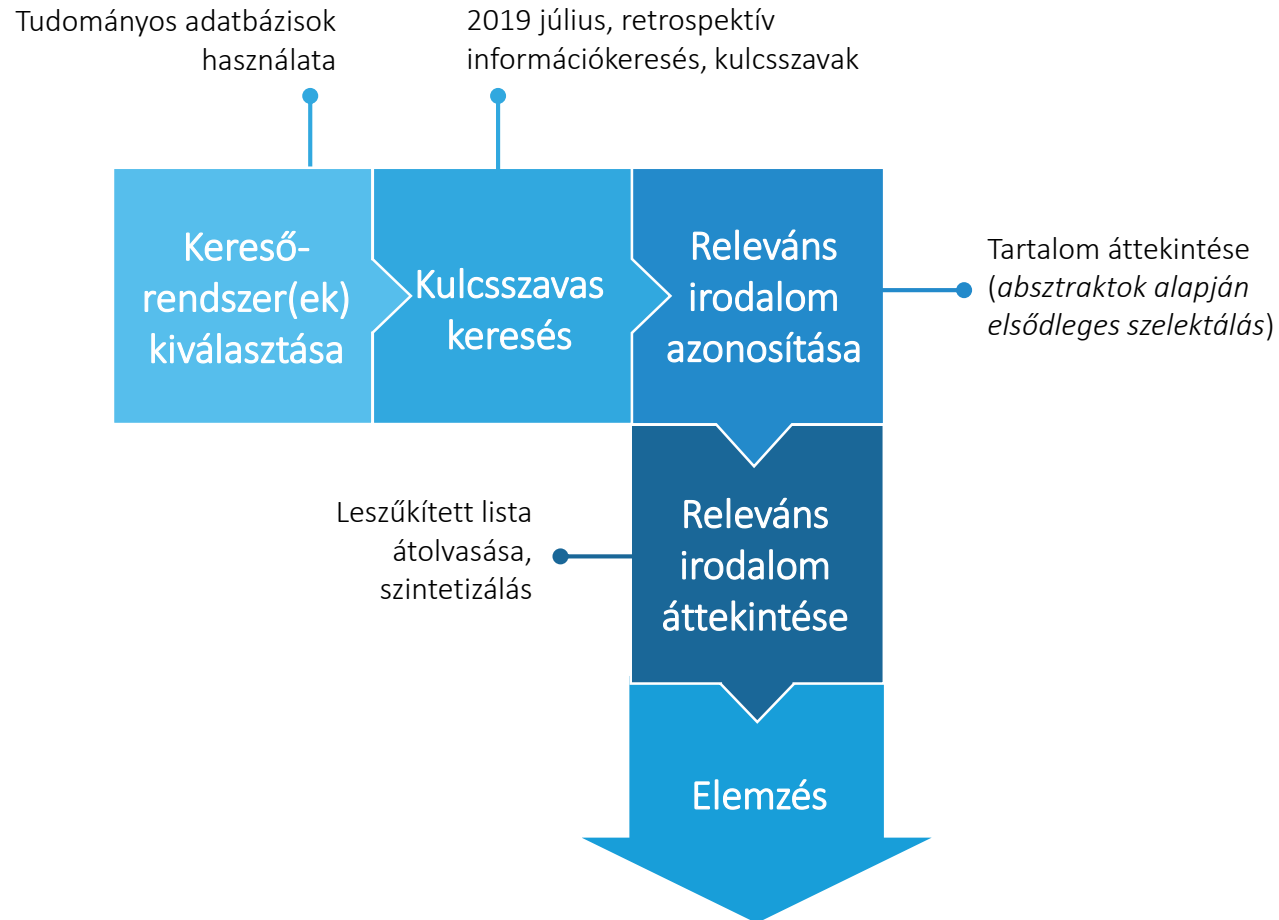 Tudományos adatbázisok
használata
2019 július, retrospektív
információkeresés, kulcsszavak
Kereső-
rendszer(ek)
kiválasztása
Kulcsszavas
keresés
Releváns
irodalom
azonosítása
Tartalom áttekintése
(absztraktok alapján
elsődleges szelektálás)
Leszűkített lista
átolvasása,
szintetizálás
Releváns
irodalom
áttekintése
Elemzés